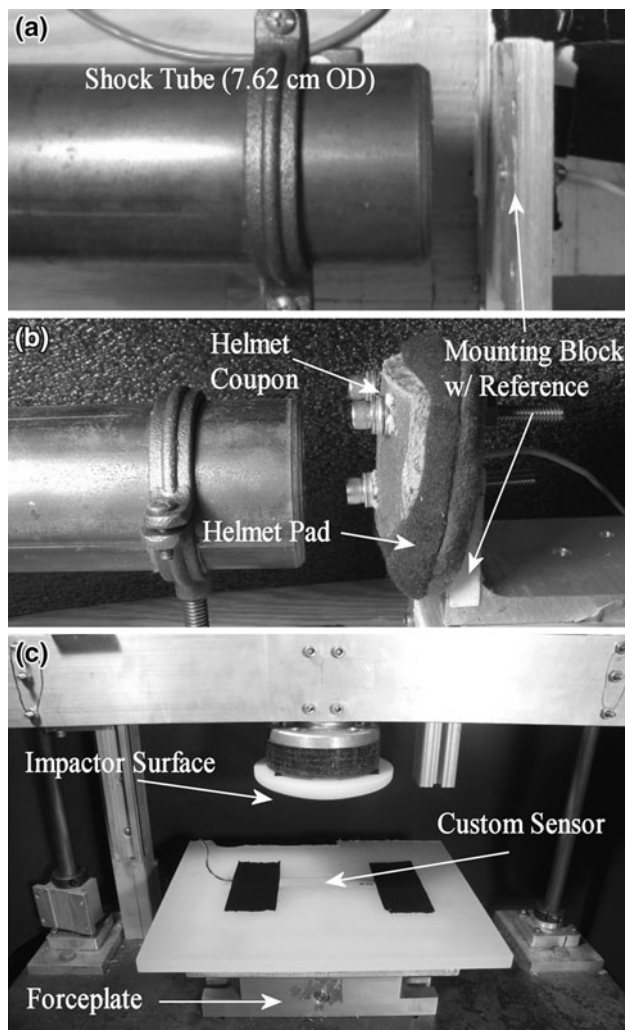 (a)
Shock Tube (7.62 cm OD)
(b)
Helmet
Coupon
Mounting Block
w/ Reference
Helmet Pad
(c)
Impactor Surface
Custom Sensor
Forceplate